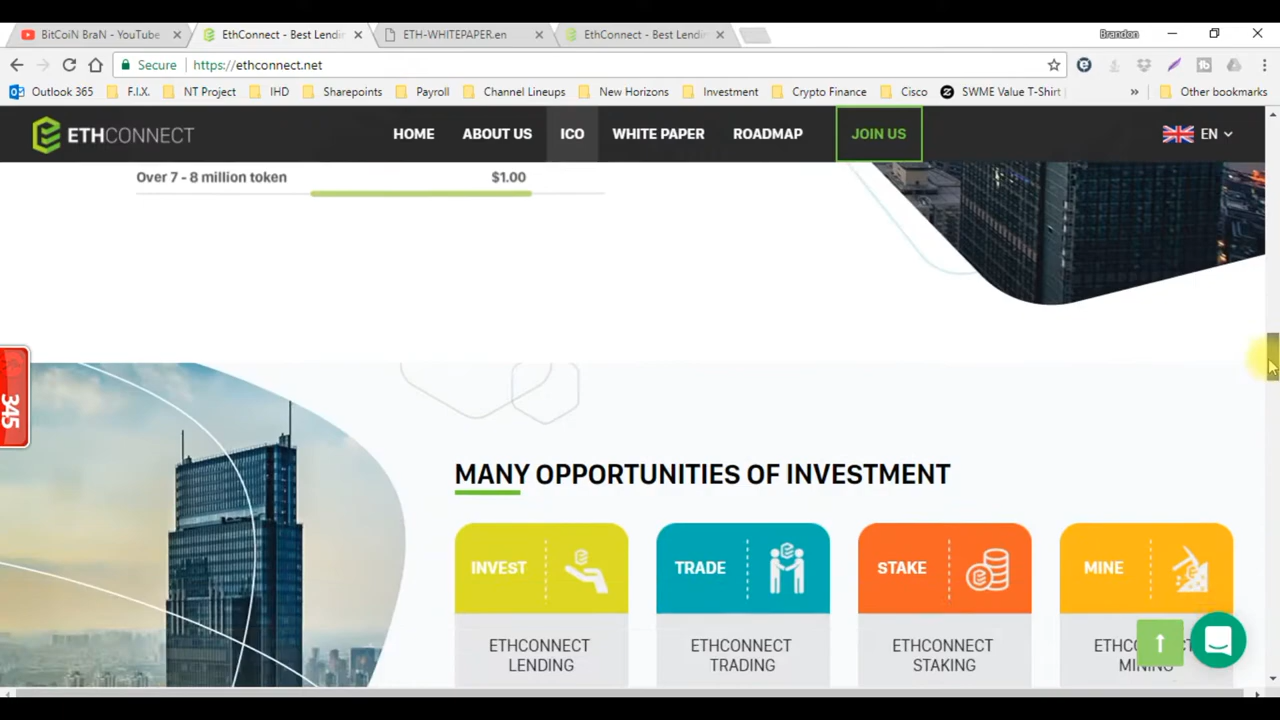 BitCoiN BraN - YouTube
EthConnect - Best Lendin
ETH-WHITEPAPER.en
EthConnect - Best Lendin
Brandon
Secure
https://ethconnect.net
Outlook 365
F.I.X.
NT Project
IHD
Sharepoints
Payroll
Channel Lineups
New Horizons
Investment
Crypto Finance
Cisco
SWME Value T-Shirt
Other bookmarks
ETHCONNECT
HOME
ABOUT US
ICO
WHITE PAPER
ROADMAP
JOIN US
EN
Over 7 - 8 million token
$1.00
345
MANY OPPORTUNITIES OF INVESTMENT
INVEST
TRADE
STAKE
MINE
ETHCONNECT
LENDING
ETHCONNECT
TRADING
ETHCONNECT
STAKING